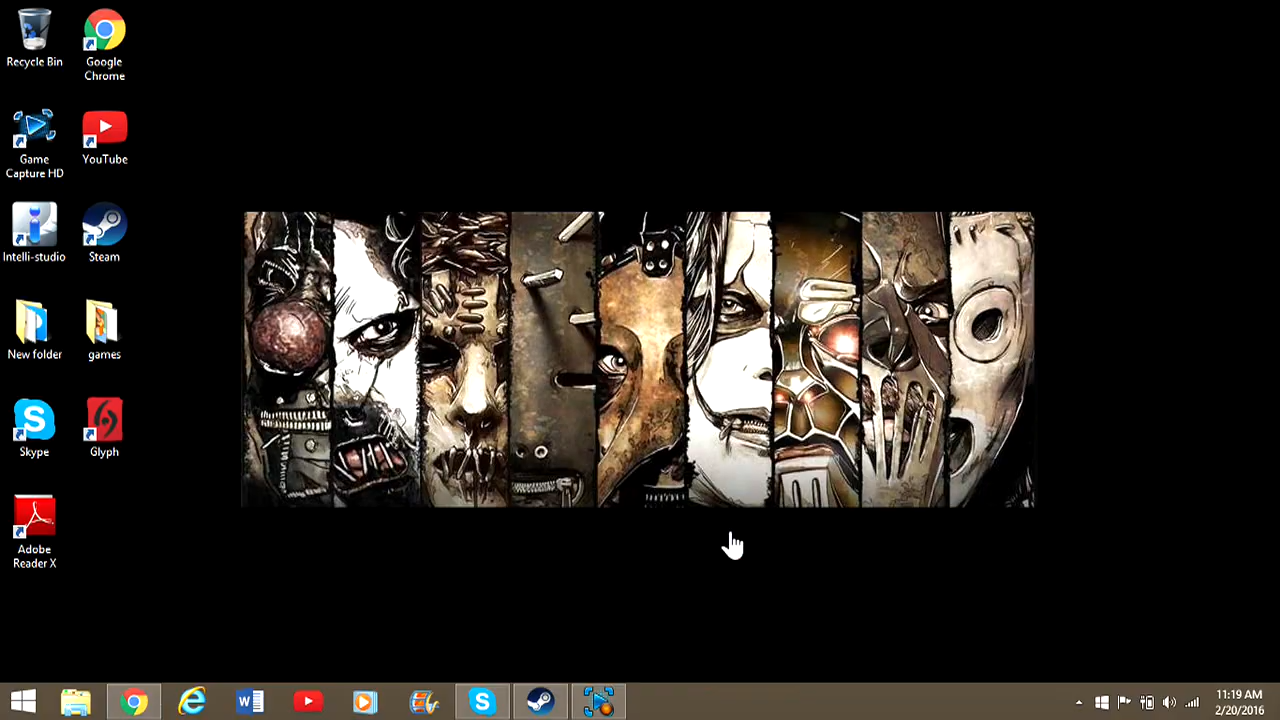 Recycle Bin
Google
Chrome
Game
Capture HD
YouTube
Intelli-studio
Steam
New folder
games
Skype
Glyph
Adobe
Reader X
11:19 AM
2/20/2016